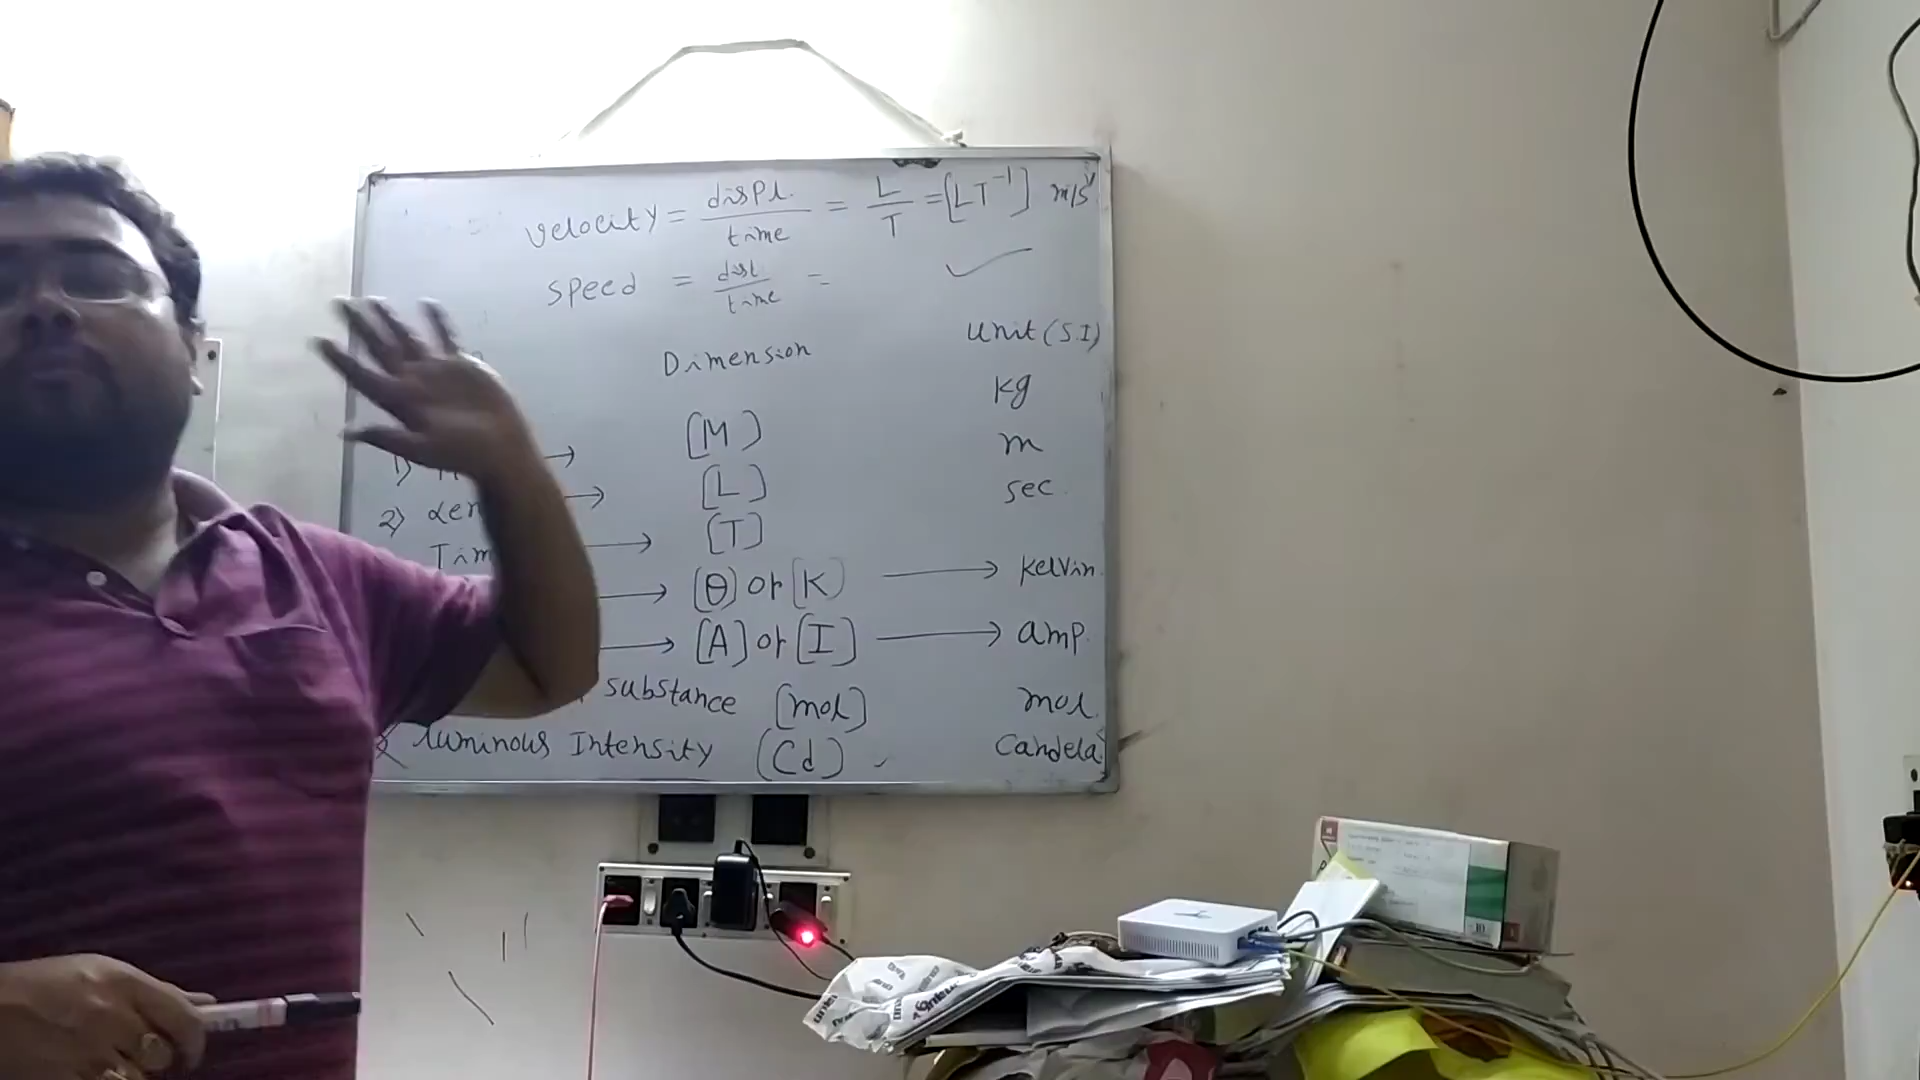 velocity = displ. / time = L / T = [LT⁻¹] m/s
speed = dist / time =
Dimension Unit (S.I)
kg
1) → [M] m
2) Len → [L] sec
Tim → [T]
→ [θ] or [K] → Kelvin
→ [A] or [I] → amp.
substance [mol] mol.
luminous Intensity [Cd] Candela